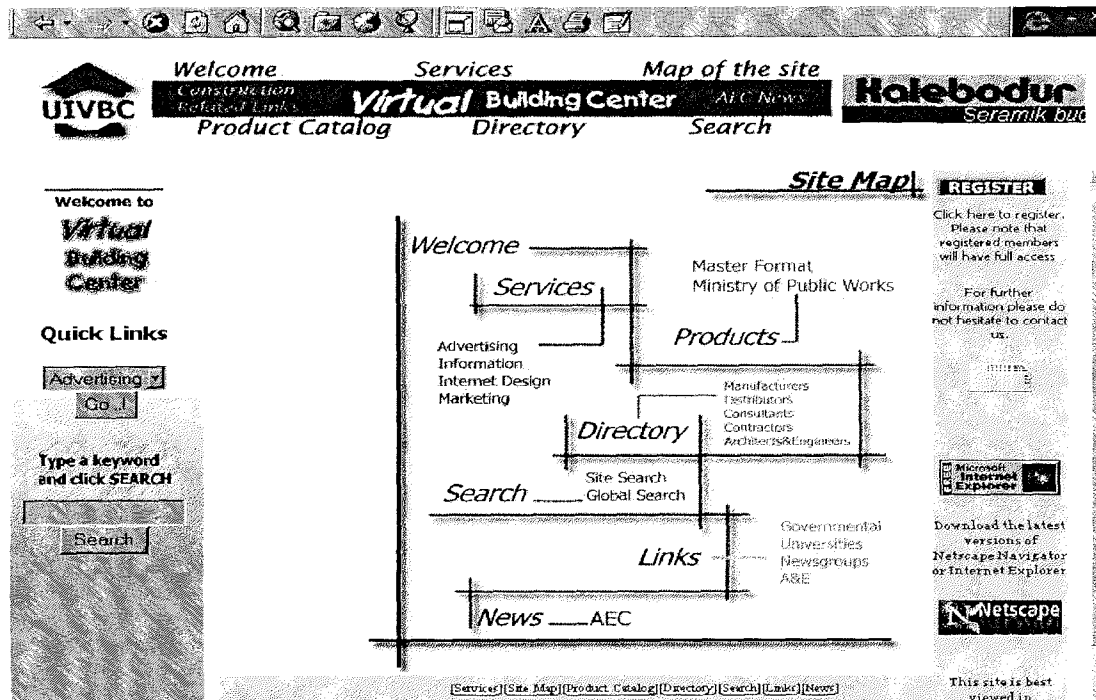 Welcome Services Map of the site
UIVBC
Construction
Related Links
Virtual Building Center
AEC News
Kalebodur
Seramik
Product Catalog Directory Search
Site Map
Welcome to
Virtual
Building
Center
Quick Links
Advertising
Go ..!
Type a keyword
and click SEARCH
Search
Welcome
Services
Advertising
Information
Internet Design
Marketing
Master Format
Ministry of Public Works
Products
Manufacturers
Distributors
Consultants
Contractors
Architects&Engineers
Directory
Search
Site Search
Global Search
Links
Governmental
Universities
Newsgroups
A&E
News
AEC
[Services][Site Map][Product Catalog][Directory][Search][Links][News]
REGISTER
Click here to register.
Please note that
registered members
will have full access
For further
information please do
not hesitate to contact
us.
FREE
Microsoft
Internet
Explorer
Download the latest
versions of
Netscape Navigator
or Internet Explorer
N Netscape
This site is best
viewed in